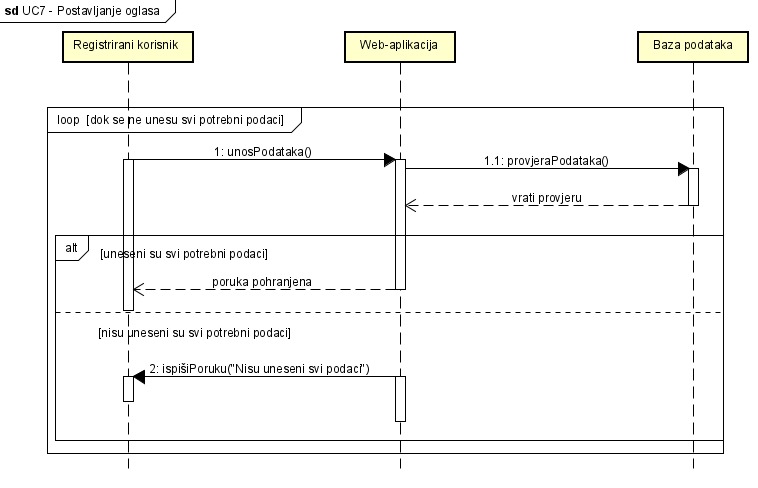 sd UC7 - Postavljanje oglasa
Registrirani korisnik
Web-aplikacija
Baza podataka
loop [dok se ne unesu svi potrebni podaci]
1: unosPodataka()
1.1: provjeraPodataka()
vrati provjeru
alt
[uneseni su svi potrebni podaci]
poruka pohranjena
[nisu uneseni su svi potrebni podaci]
2: ispišiPoruku("Nisu uneseni svi podaci")